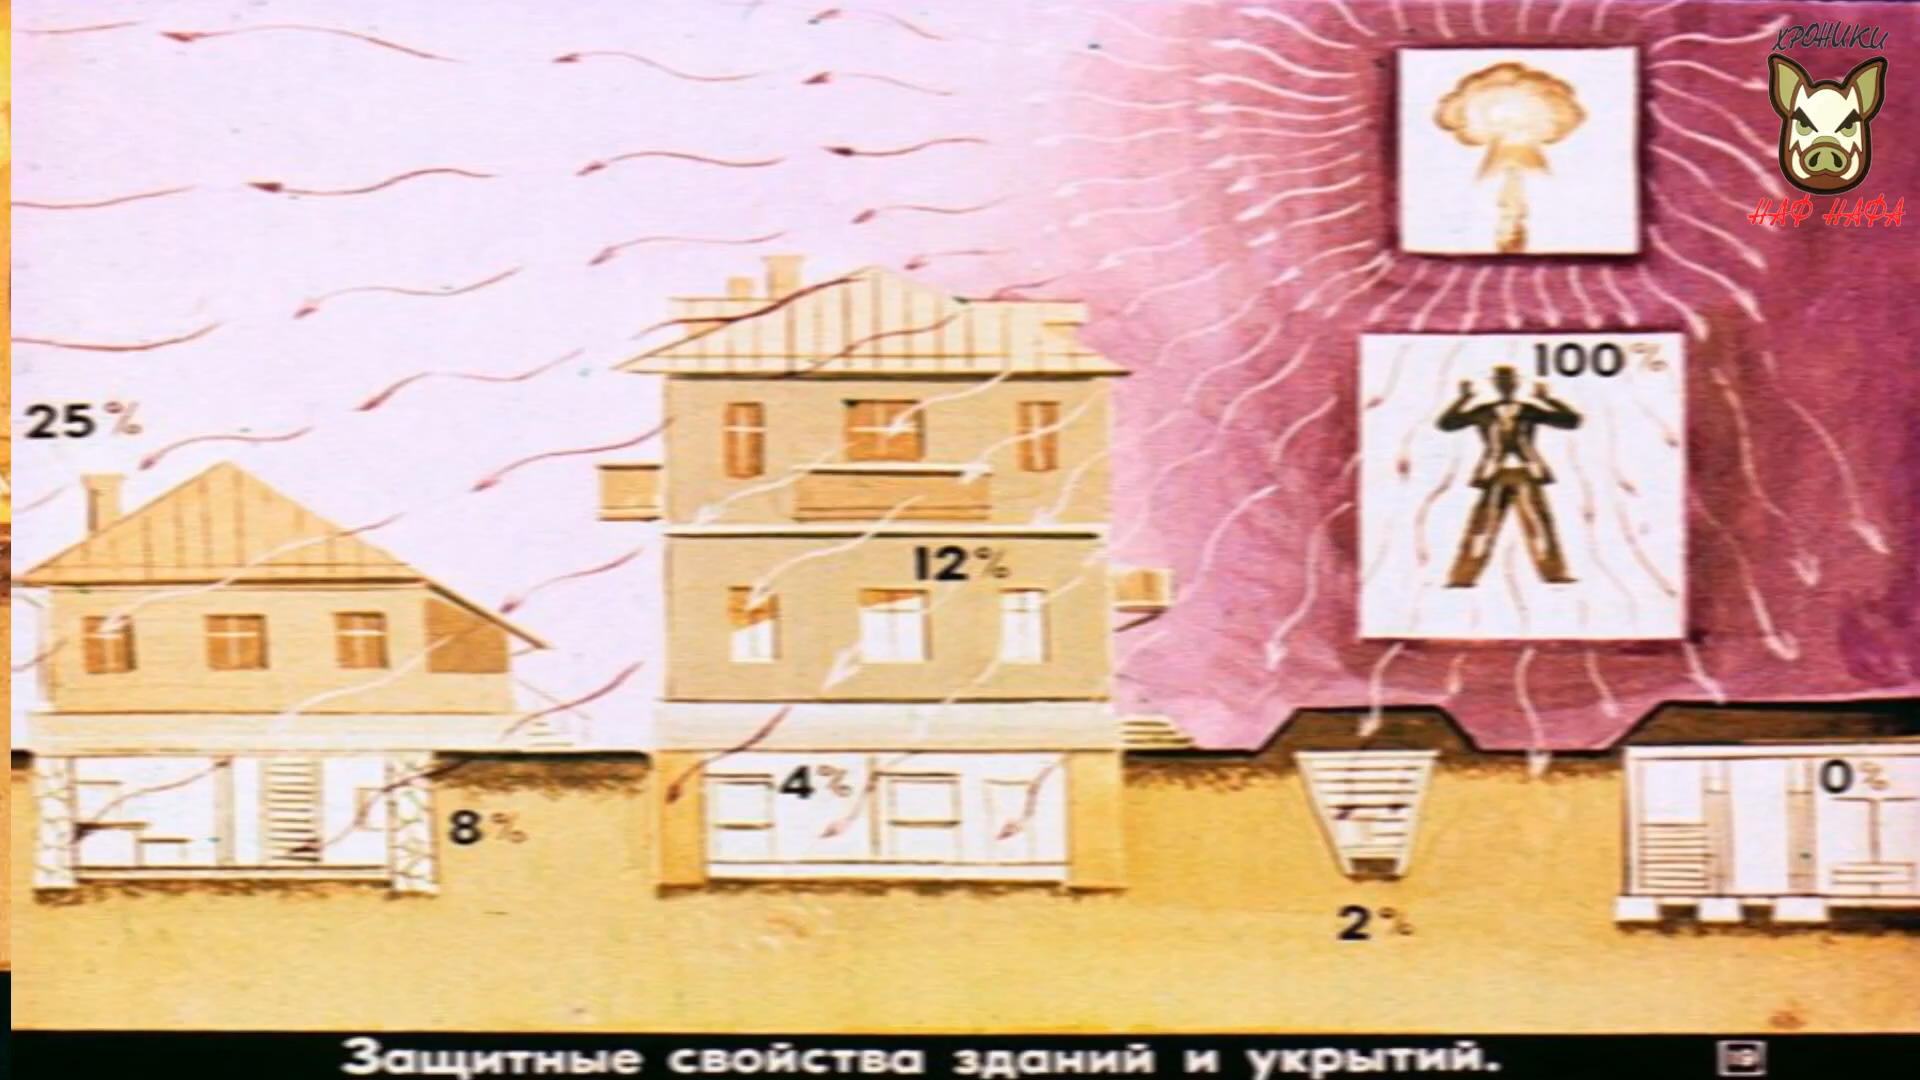 ХРОНИКИ
НАФ НАФА
100%
25%
12%
4%
0%
8%
2%
Защитные свойства зданий и укрытий.